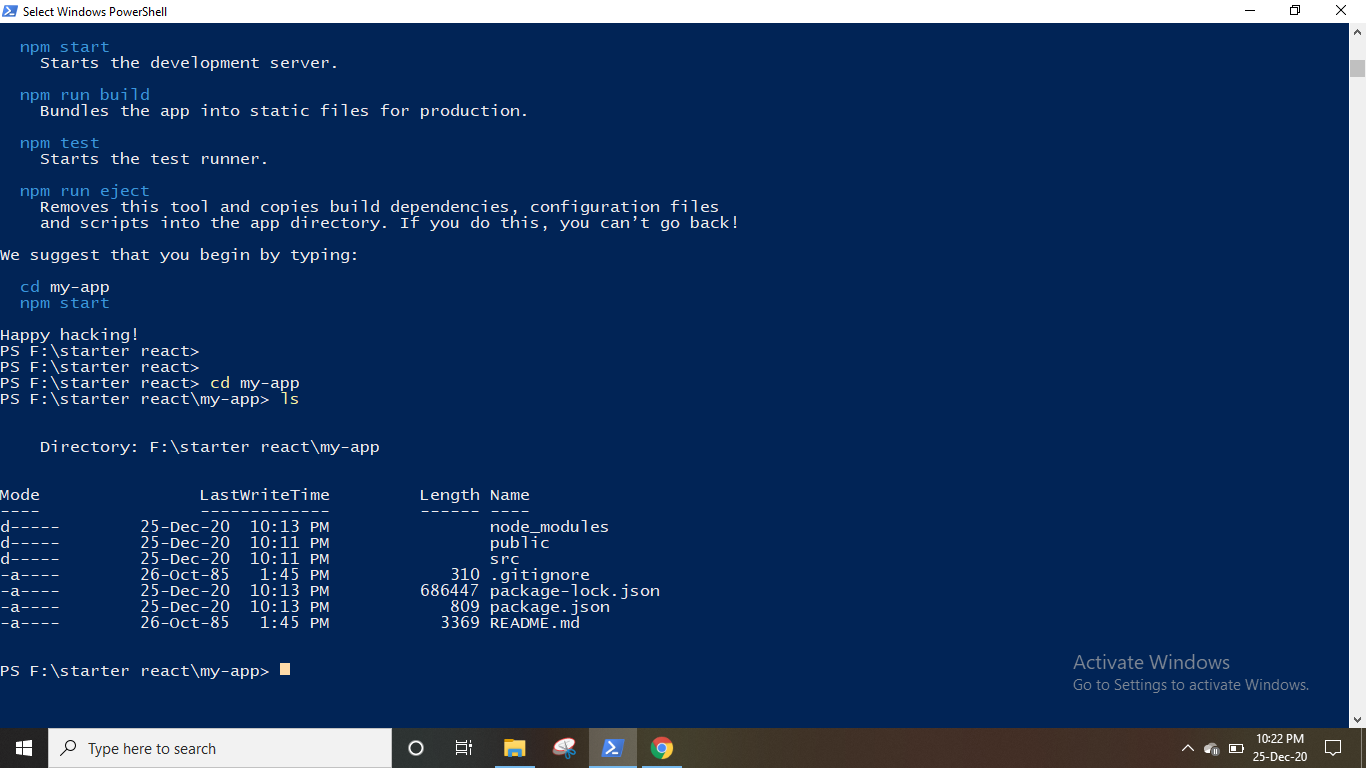 Select Windows PowerShell
npm start
Starts the development server.
npm run build
Bundles the app into static files for production.
npm test
Starts the test runner.
npm run eject
Removes this tool and copies build dependencies, configuration files
and scripts into the app directory. If you do this, you can’t go back!
We suggest that you begin by typing:
cd my-app
npm start
Happy hacking!
PS F:\starter react>
PS F:\starter react>
PS F:\starter react> cd my-app
PS F:\starter react\my-app> ls
Directory: F:\starter react\my-app
Mode LastWriteTime Length Name
---- ------------- ------ ----
d----- 25-Dec-20 10:13 PM node_modules
d----- 25-Dec-20 10:11 PM public
d----- 25-Dec-20 10:11 PM src
-a---- 26-Oct-85 1:45 PM 310 .gitignore
-a---- 25-Dec-20 10:13 PM 686447 package-lock.json
-a---- 25-Dec-20 10:13 PM 809 package.json
-a---- 26-Oct-85 1:45 PM 3369 README.md
PS F:\starter react\my-app>
Activate Windows
Go to Settings to activate Windows.
Type here to search
10:22 PM
25-Dec-20